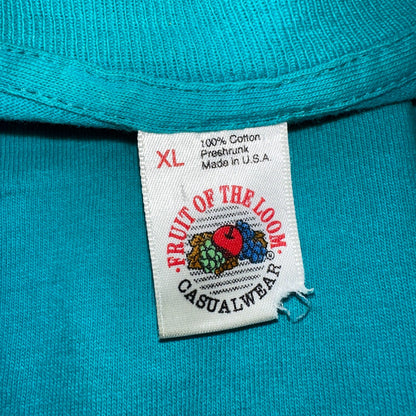 XL
100% Cotton
Preshrunk
Made in U.S.A.
·FRUIT OF THE LOOM·
®
CASUALWEAR